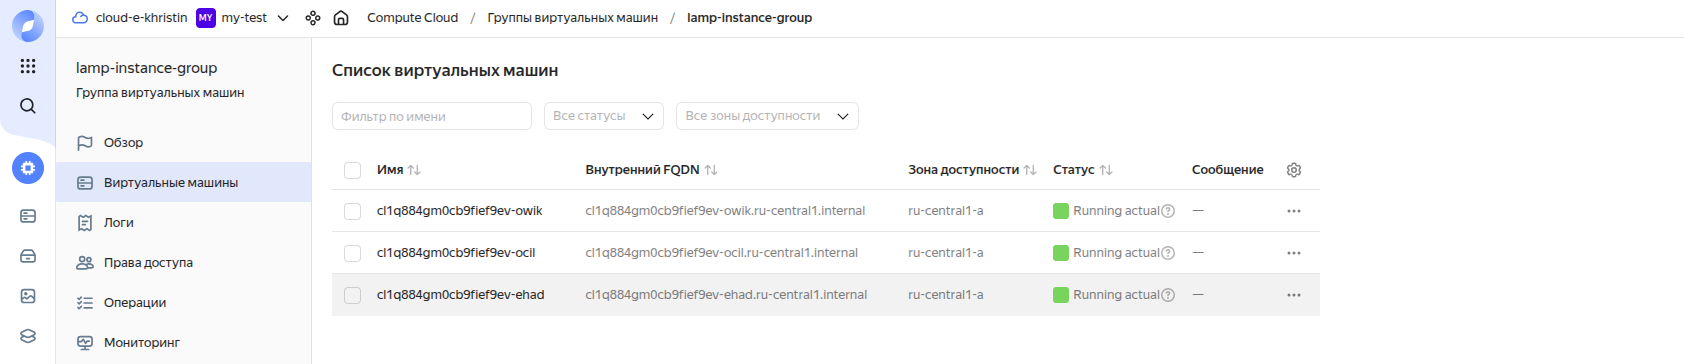 cloud-e-khristin MY my-test Compute Cloud / Группы виртуальных машин / lamp-instance-group
lamp-instance-group
Группа виртуальных машин
Обзор
Виртуальные машины
Логи
Права доступа
Операции
Мониторинг
Список виртуальных машин
Фильтр по имени Все статусы Все зоны доступности
Имя Внутренний FQDN Зона доступности Статус Сообщение
cl1q884gm0cb9fief9ev-owik cl1q884gm0cb9fief9ev-owik.ru-central1.internal ru-central1-a Running actual ? —
cl1q884gm0cb9fief9ev-ocil cl1q884gm0cb9fief9ev-ocil.ru-central1.internal ru-central1-a Running actual ? —
cl1q884gm0cb9fief9ev-ehad cl1q884gm0cb9fief9ev-ehad.ru-central1.internal ru-central1-a Running actual ? —